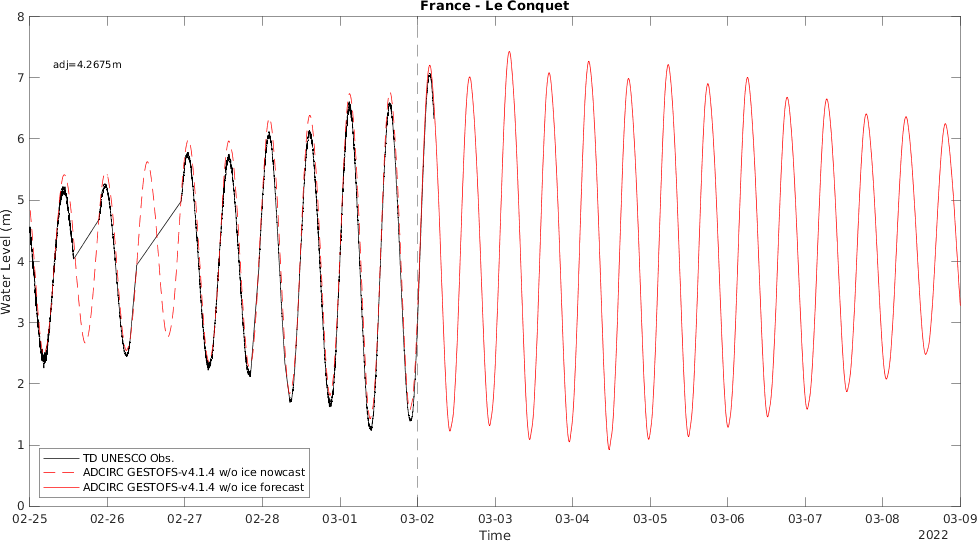 France - Le Conquet
adj=4.2675m
Water Level (m)
8
7
6
5
4
3
2
1
0
TD UNESCO Obs.
ADCIRC GESTOFS-v4.1.4 w/o ice nowcast
ADCIRC GESTOFS-v4.1.4 w/o ice forecast
02-25 02-26 02-27 02-28 03-01 03-02 03-03 03-04 03-05 03-06 03-07 03-08 03-09
Time
2022